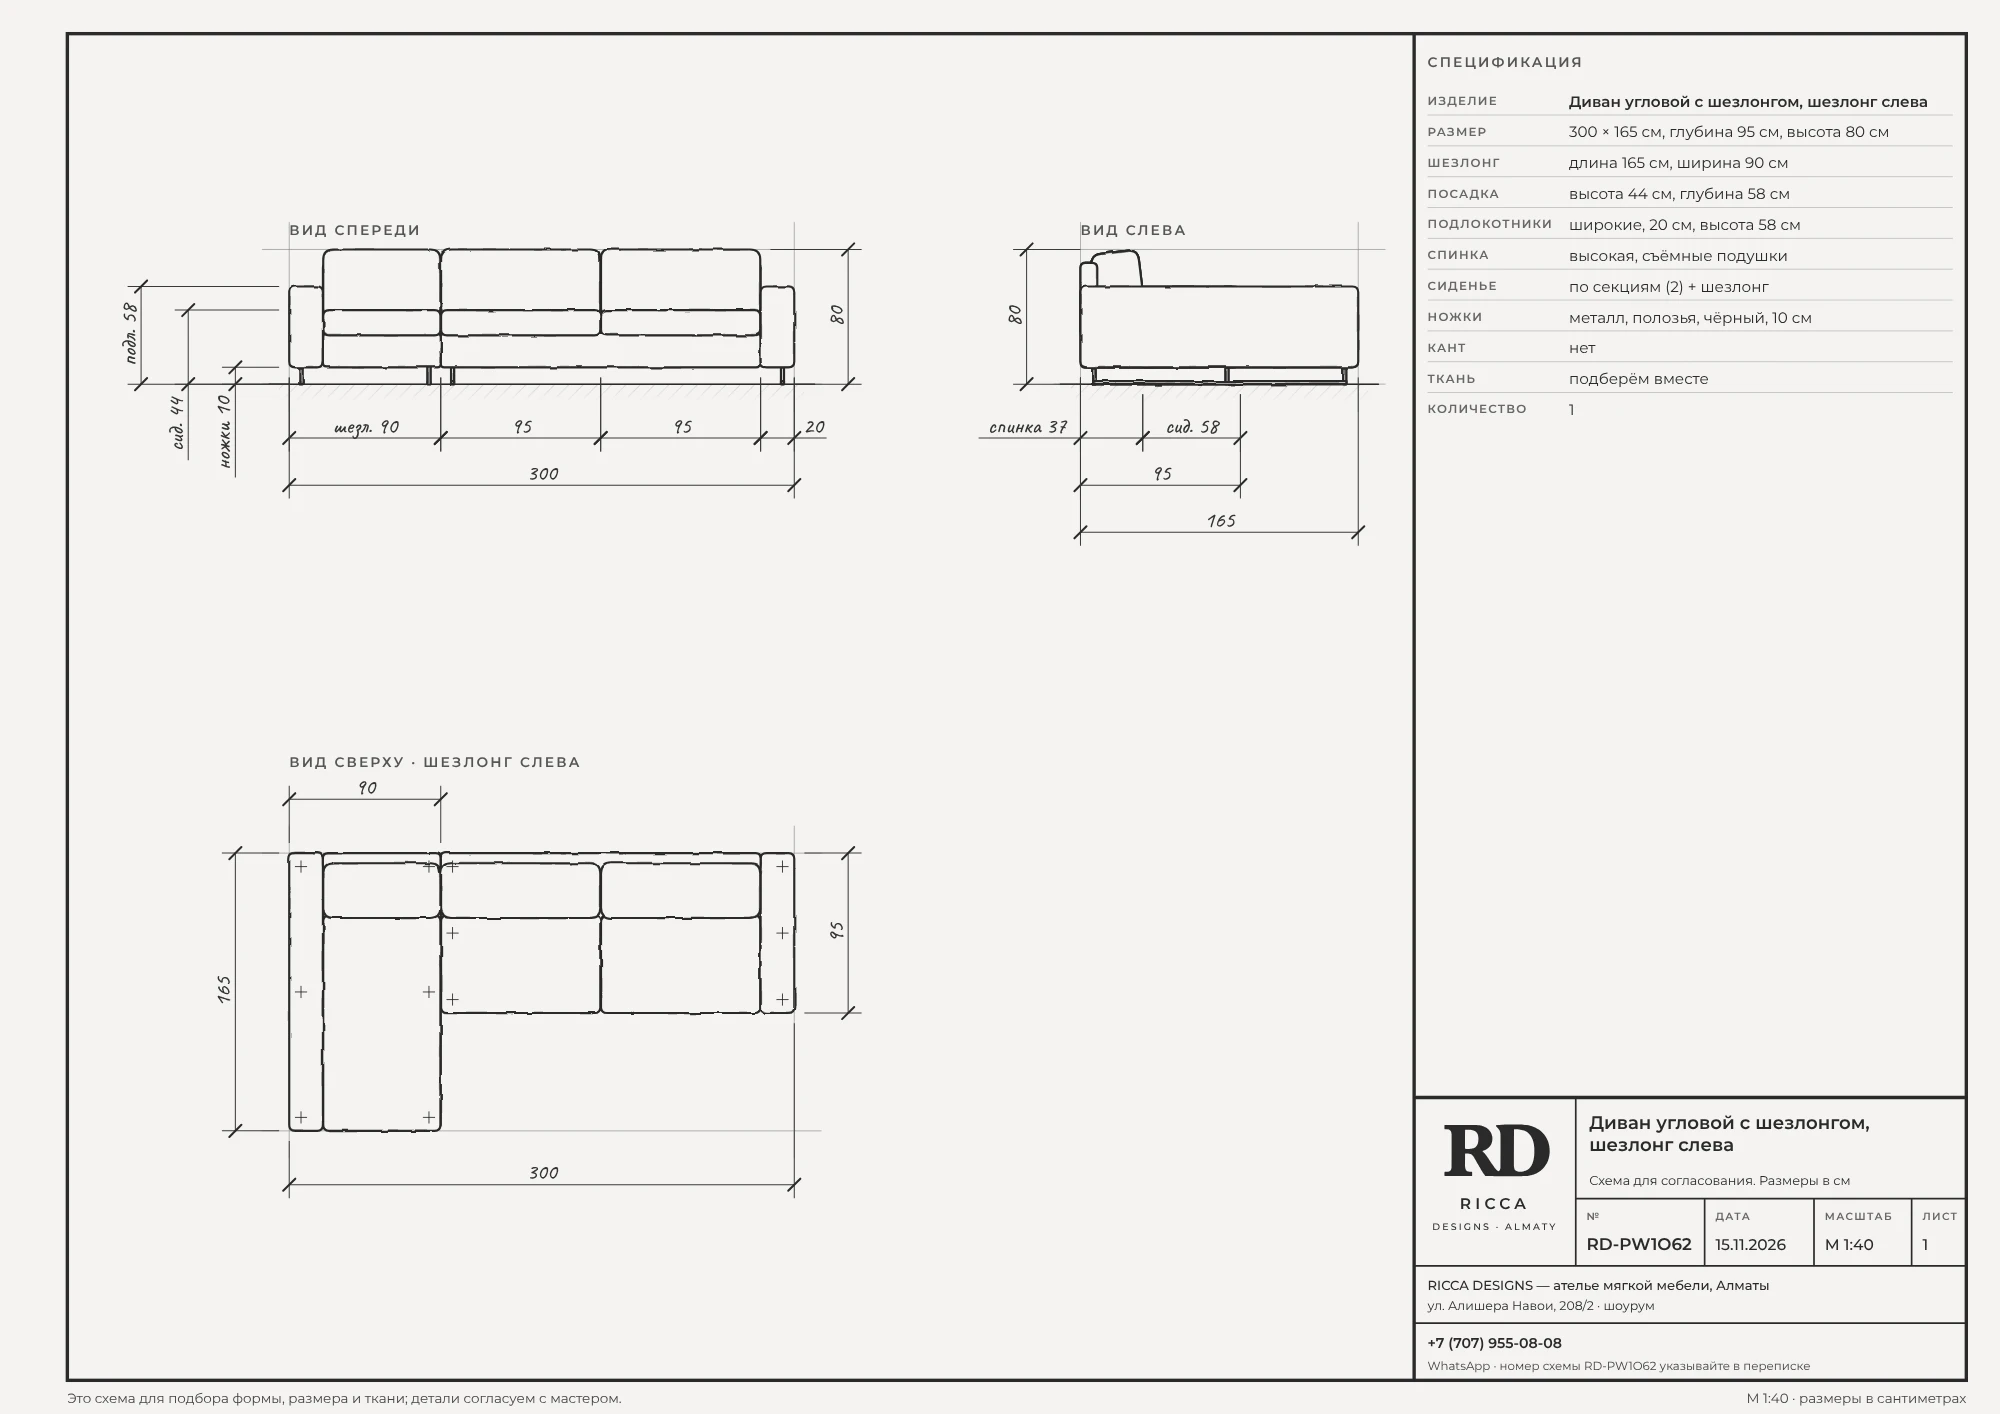 ВИД СПЕРЕДИ
подл. 58
сид. 44
ножки 10
80
шезл. 90
95
95
20
300
ВИД СЛЕВА
80
спинка 37
сид. 58
95
165
ВИД СВЕРХУ · ШЕЗЛОНГ СЛЕВА
90
165
95
300
СПЕЦИФИКАЦИЯ
ИЗДЕЛИЕ Диван угловой с шезлонгом, шезлонг слева
РАЗМЕР 300 × 165 см, глубина 95 см, высота 80 см
ШЕЗЛОНГ длина 165 см, ширина 90 см
ПОСАДКА высота 44 см, глубина 58 см
ПОДЛОКОТНИКИ широкие, 20 см, высота 58 см
СПИНКА высокая, съёмные подушки
СИДЕНЬЕ по секциям (2) + шезлонг
НОЖКИ металл, полозья, чёрный, 10 см
КАНТ нет
ТКАНЬ подберём вместе
КОЛИЧЕСТВО 1
RD
RICCA
DESIGNS · ALMATY
Диван угловой с шезлонгом,
шезлонг слева
Схема для согласования. Размеры в см
№ ДАТА МАСШТАБ ЛИСТ
RD-PW1O62 15.11.2026 М 1:40 1
RICCA DESIGNS — ателье мягкой мебели, Алматы
ул. Алишера Навои, 208/2 · шоурум
+7 (707) 955-08-08
WhatsApp · номер схемы RD-PW1O62 указывайте в переписке
Это схема для подбора формы, размера и ткани; детали согласуем с мастером.
М 1:40 · размеры в сантиметрах